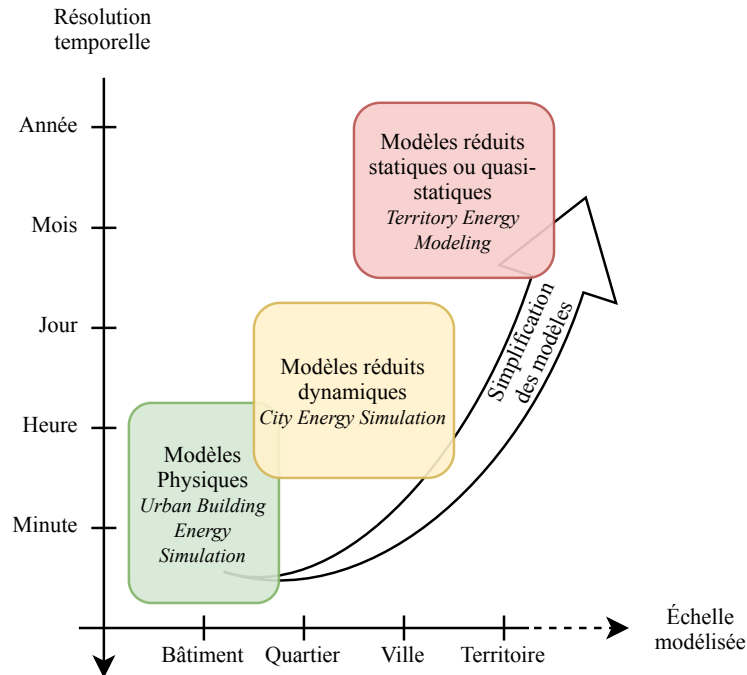 Résolution
temporelle
Année
Mois
Jour
Heure
Minute
Modèles réduits
statiques ou quasi-
statiques
Territory Energy
Modeling
Modèles réduits
dynamiques
City Energy Simulation
Modèles
Physiques
Urban Building
Energy
Simulation
Simplification
des modèles
Bâtiment
Quartier
Ville
Territoire
Échelle
modélisée